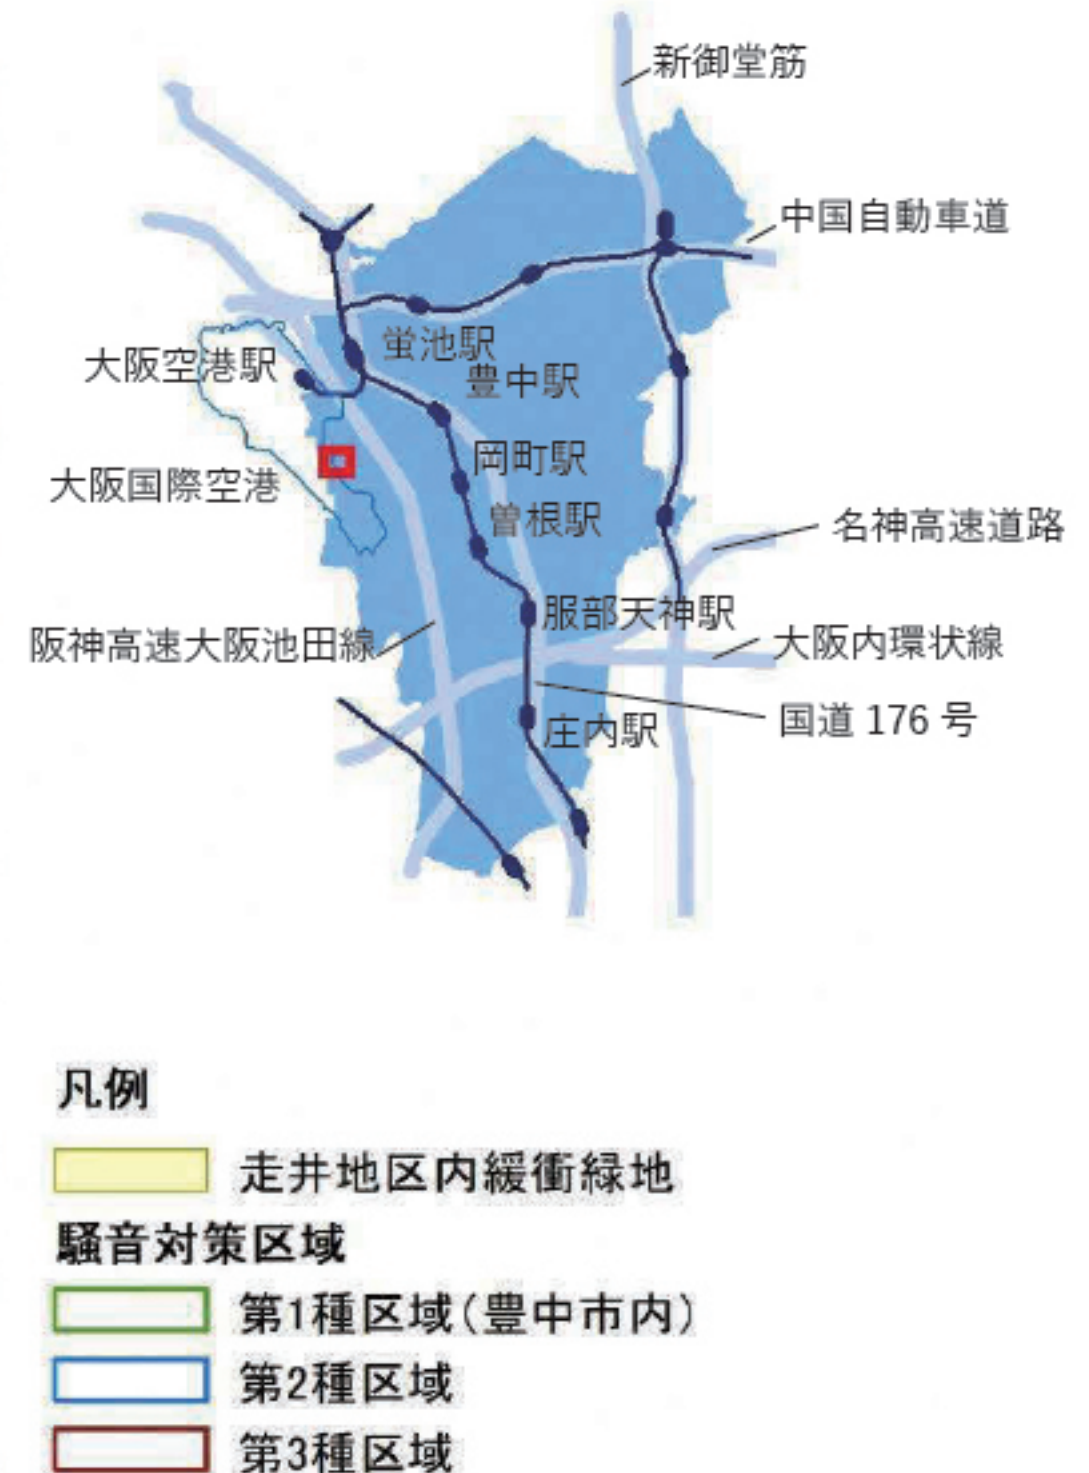 新御堂筋
中国自動車道
蛍池駅
大阪空港駅
豊中駅
岡町駅
大阪国際空港
曽根駅
名神高速道路
服部天神駅
阪神高速大阪池田線
大阪内環状線
国道 176 号
庄内駅
凡例
走井地区内緩衝緑地
騒音対策区域
第1種区域(豊中市内)
第2種区域
第3種区域